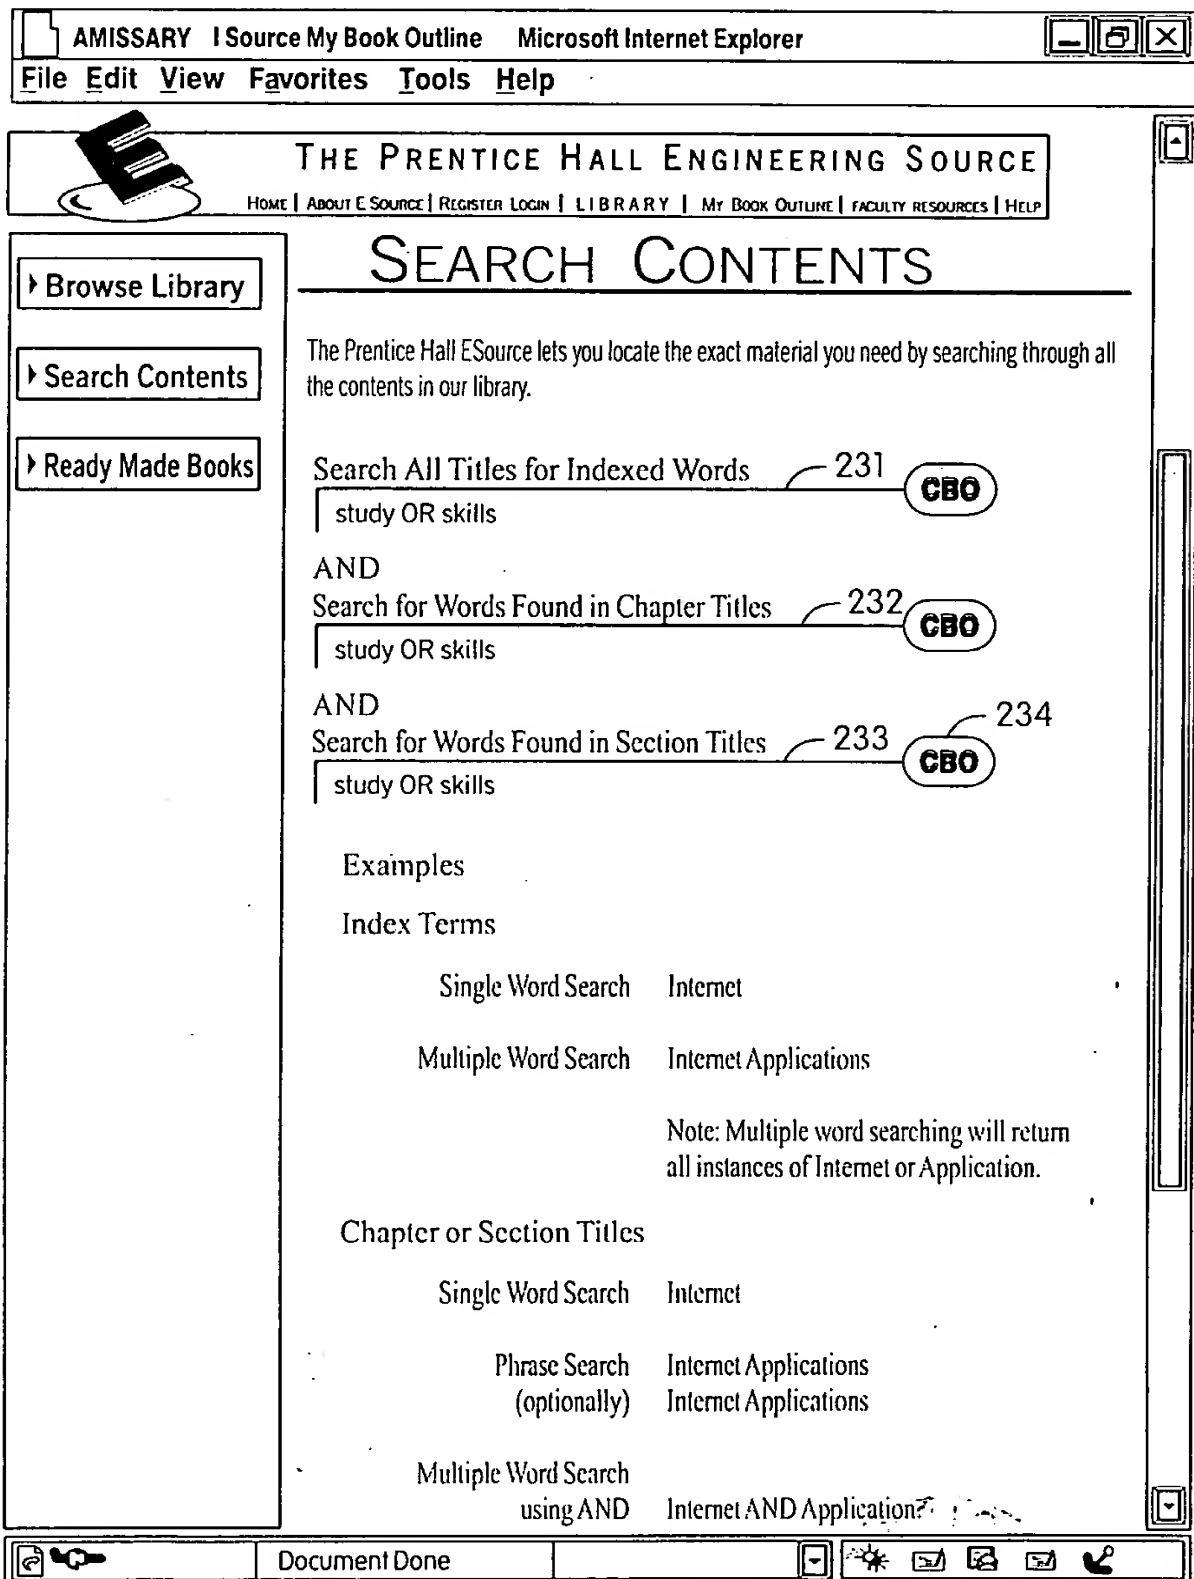 AMISSARY I Source My Book Outline Microsoft Internet Explorer
File Edit View Favorites Tools Help
THE PRENTICE HALL ENGINEERING SOURCE
HOME | ABOUT E SOURCE | REGISTER LOGIN | LIBRARY | MY BOOK OUTLINE | FACULTY RESOURCES | HELP
SEARCH CONTENTS
Browse Library
Search Contents
Ready Made Books
The Prentice Hall ESource lets you locate the exact material you need by searching through all
the contents in our library.
Search All Titles for Indexed Words 231 CBO
study OR skills
AND
Search for Words Found in Chapter Titles 232 CBO
study OR skills
AND
Search for Words Found in Section Titles 233 CBO 234
study OR skills
Examples
Index Terms
Single Word Search Internet
Multiple Word Search Internet Applications
Note: Multiple word searching will return
all instances of Internet or Application.
Chapter or Section Titles
Single Word Search Internet
Phrase Search Internet Applications
(optionally) Internet Applications
Multiple Word Search
using AND Internet AND Application
Document Done